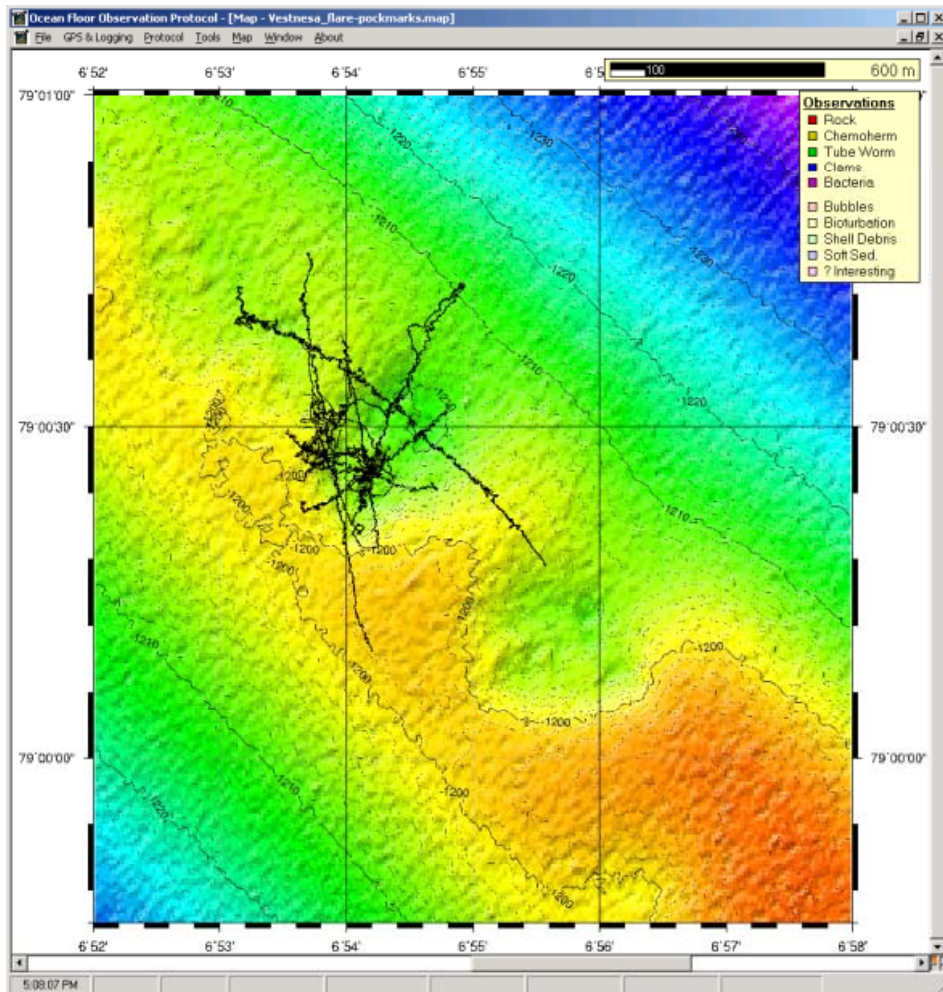 Ocean Floor Observation Protocol - [Map - Vestnesa_flare-pockmarks.map]
File GPS & Logging Protocol Tools Map Window About
6°52' 6°53' 6°54' 6°55'
100 600 m
79°01'00"
Observations
Rock
Chemoherm
Tube Worm
Clams
Bacteria
Bubbles
Bioturbation
Shell Debris
Soft Sed.
? Interesting
-1210
-1220
-1230
-1210
-1220
-1230
-1210
-1220
79°00'30" 79°00'30"
-1200
-1200
-1200
-1210
-1200
-1200
-1200
-1200
-1210
-1200
-1200
79°00'00" 79°00'00"
-1220
-1210
-1200
-1200
6°52' 6°53' 6°54' 6°55' 6°56' 6°57' 6°58'
5:08:07 PM